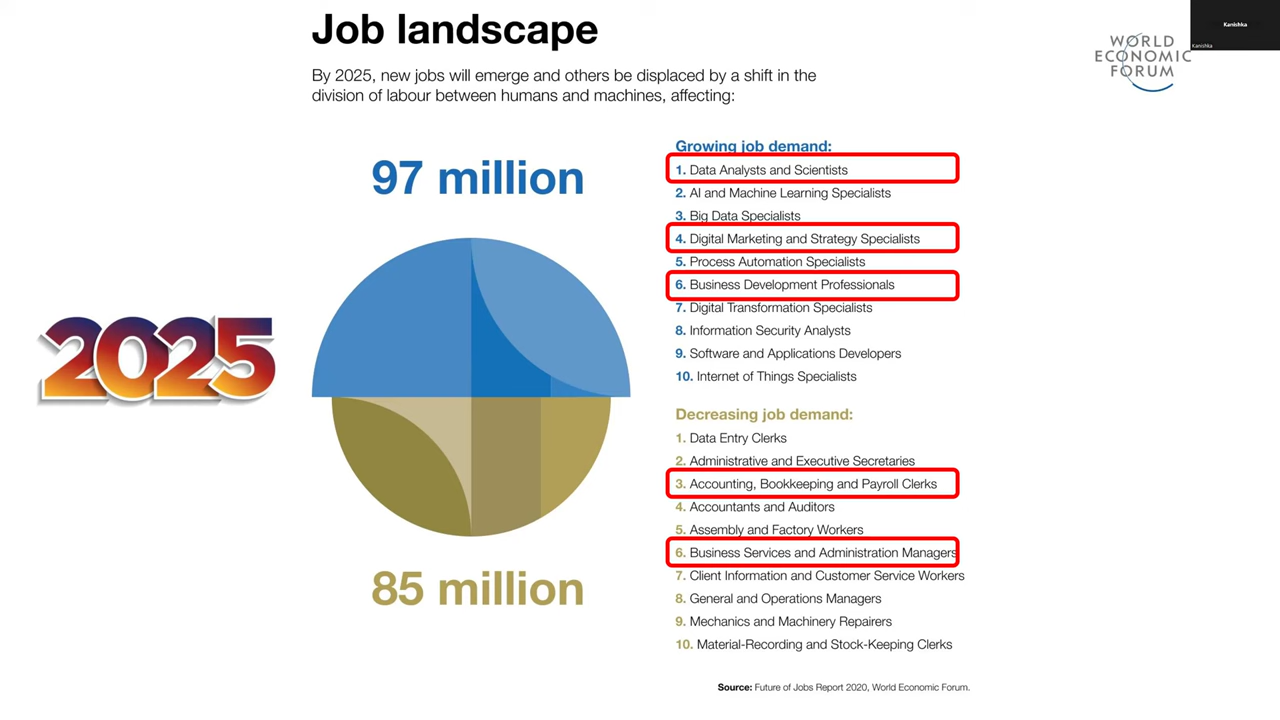 Job landscape
By 2025, new jobs will emerge and others be displaced by a shift in the
division of labour between humans and machines, affecting:
WORLD
ECONOMIC
FORUM
Kanishka
Kanishka
97 million
2025
85 million
Growing job demand:
1. Data Analysts and Scientists
2. AI and Machine Learning Specialists
3. Big Data Specialists
4. Digital Marketing and Strategy Specialists
5. Process Automation Specialists
6. Business Development Professionals
7. Digital Transformation Specialists
8. Information Security Analysts
9. Software and Applications Developers
10. Internet of Things Specialists
Decreasing job demand:
1. Data Entry Clerks
2. Administrative and Executive Secretaries
3. Accounting, Bookkeeping and Payroll Clerks
4. Accountants and Auditors
5. Assembly and Factory Workers
6. Business Services and Administration Managers
7. Client Information and Customer Service Workers
8. General and Operations Managers
9. Mechanics and Machinery Repairers
10. Material-Recording and Stock-Keeping Clerks
Source: Future of Jobs Report 2020, World Economic Forum.